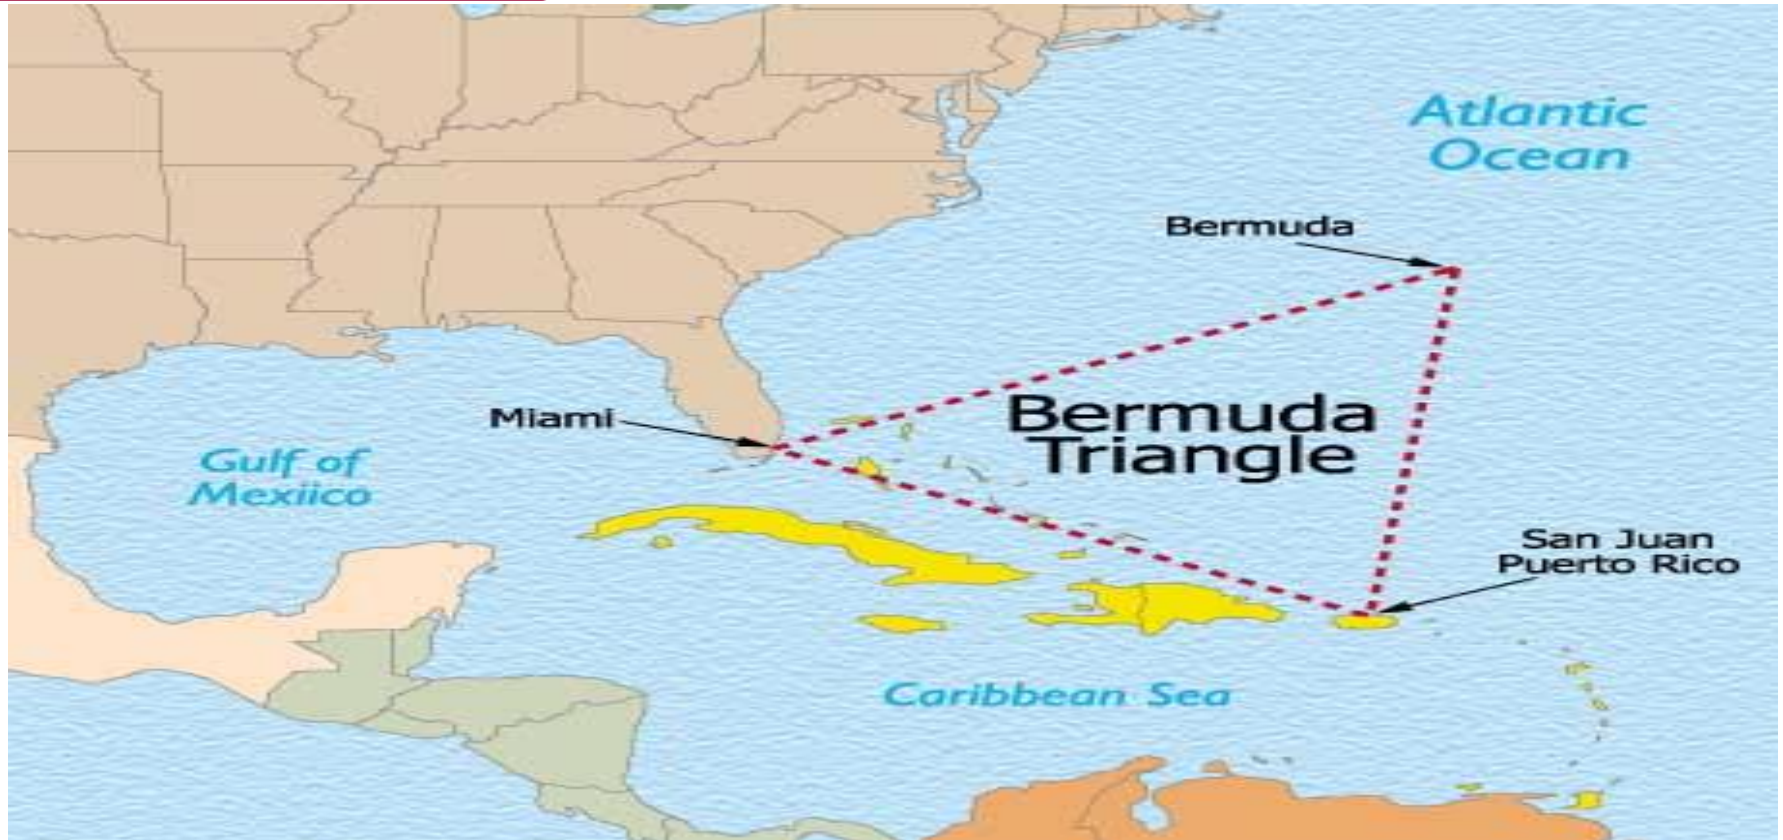 Atlantic
Ocean
Bermuda
Bermuda
Triangle
Miami
Gulf of
Mexiico
San Juan
Puerto Rico
Caribbean Sea